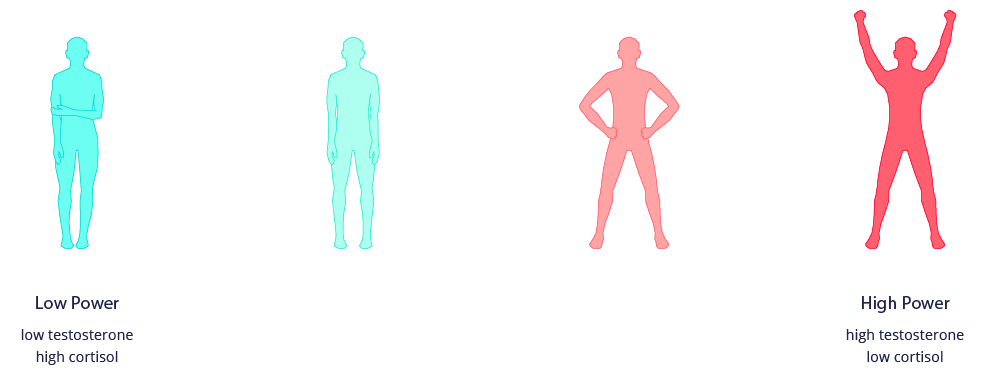 Low Power
low testosterone
high cortisol
High Power
high testosterone
low cortisol